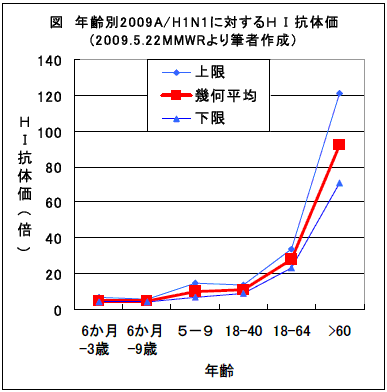 図 年齢別2009A/H1N1に対するHI抗体価
(2009.5.22MMWRより筆者作成)
上限
幾何平均
下限
HI抗体価(倍)
140
120
100
80
60
40
20
0
6か月
-3歳
6か月
-9歳
5-9
18-40
18-64
>60
年齢